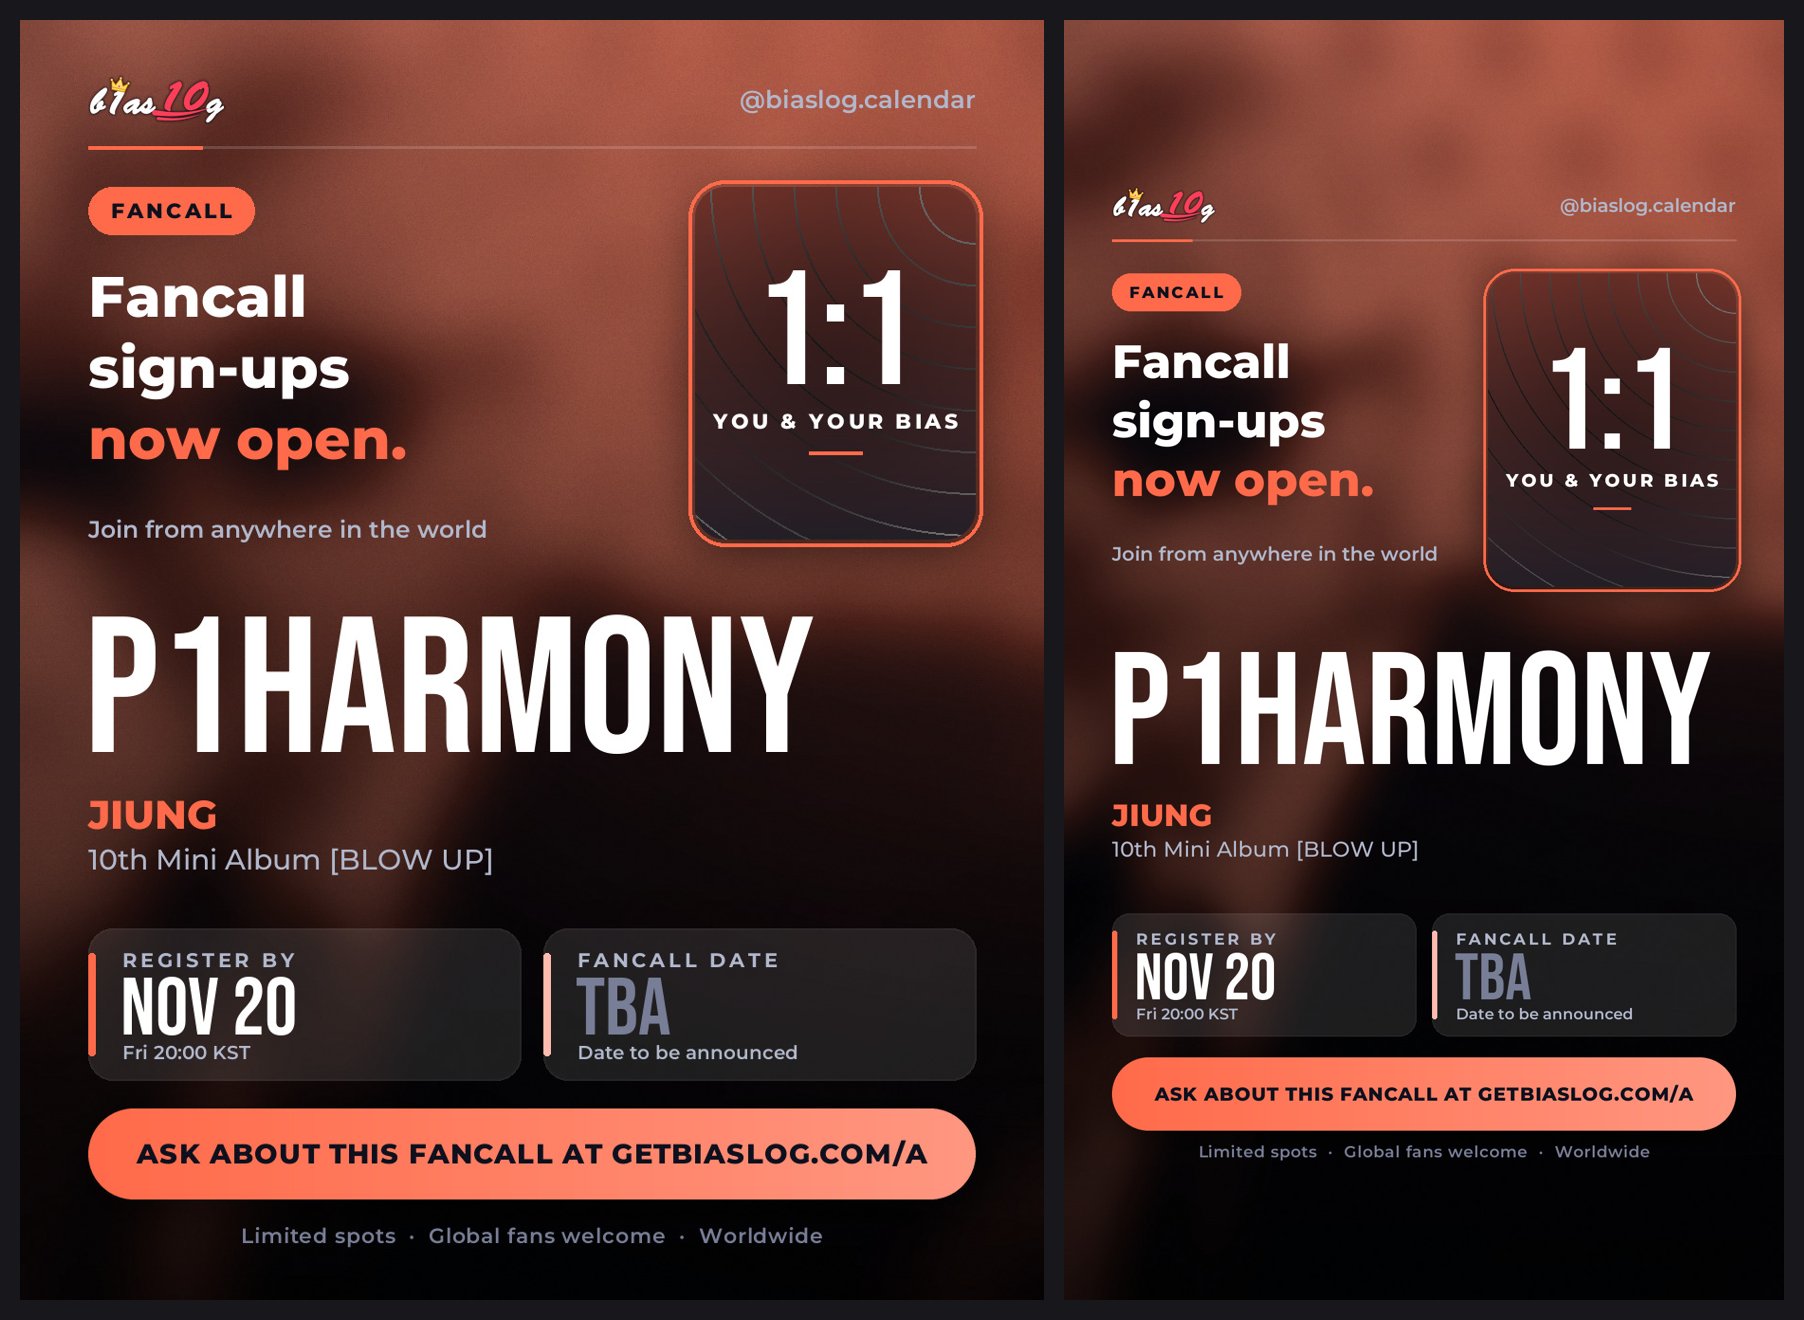 b1as10g
@biaslog.calendar
FANCALL
Fancall
sign-ups
now open.
Join from anywhere in the world
1:1
YOU & YOUR BIAS
P1HARMONY
JIUNG
10th Mini Album [BLOW UP]
REGISTER BY
NOV 20
Fri 20:00 KST
FANCALL DATE
TBA
Date to be announced
ASK ABOUT THIS FANCALL AT GETBIASLOG.COM/A
Limited spots · Global fans welcome · Worldwide
b1as10g
@biaslog.calendar
FANCALL
Fancall
sign-ups
now open.
Join from anywhere in the world
1:1
YOU & YOUR BIAS
P1HARMONY
JIUNG
10th Mini Album [BLOW UP]
REGISTER BY
NOV 20
Fri 20:00 KST
FANCALL DATE
TBA
Date to be announced
ASK ABOUT THIS FANCALL AT GETBIASLOG.COM/A
Limited spots · Global fans welcome · Worldwide